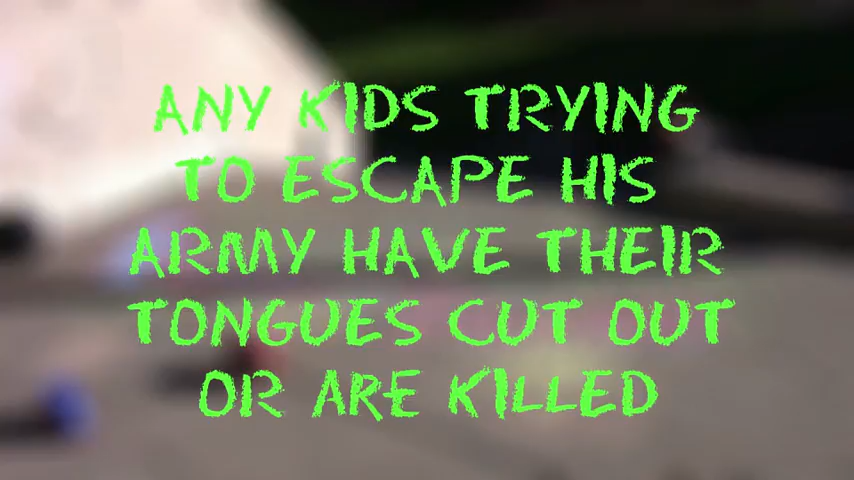 ANY KIDS TRYING
TO ESCAPE HIS
ARMY HAVE THEIR
TONGUES CUT OUT
OR ARE KILLED